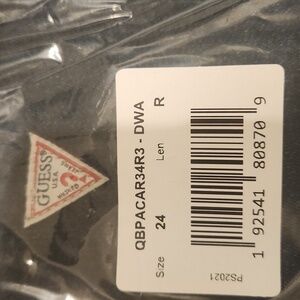 GUESS
U.S.A.
?
QBPACAR34R3 - DWA
Size 24 Len R
1 92541 80870 9
PS2021